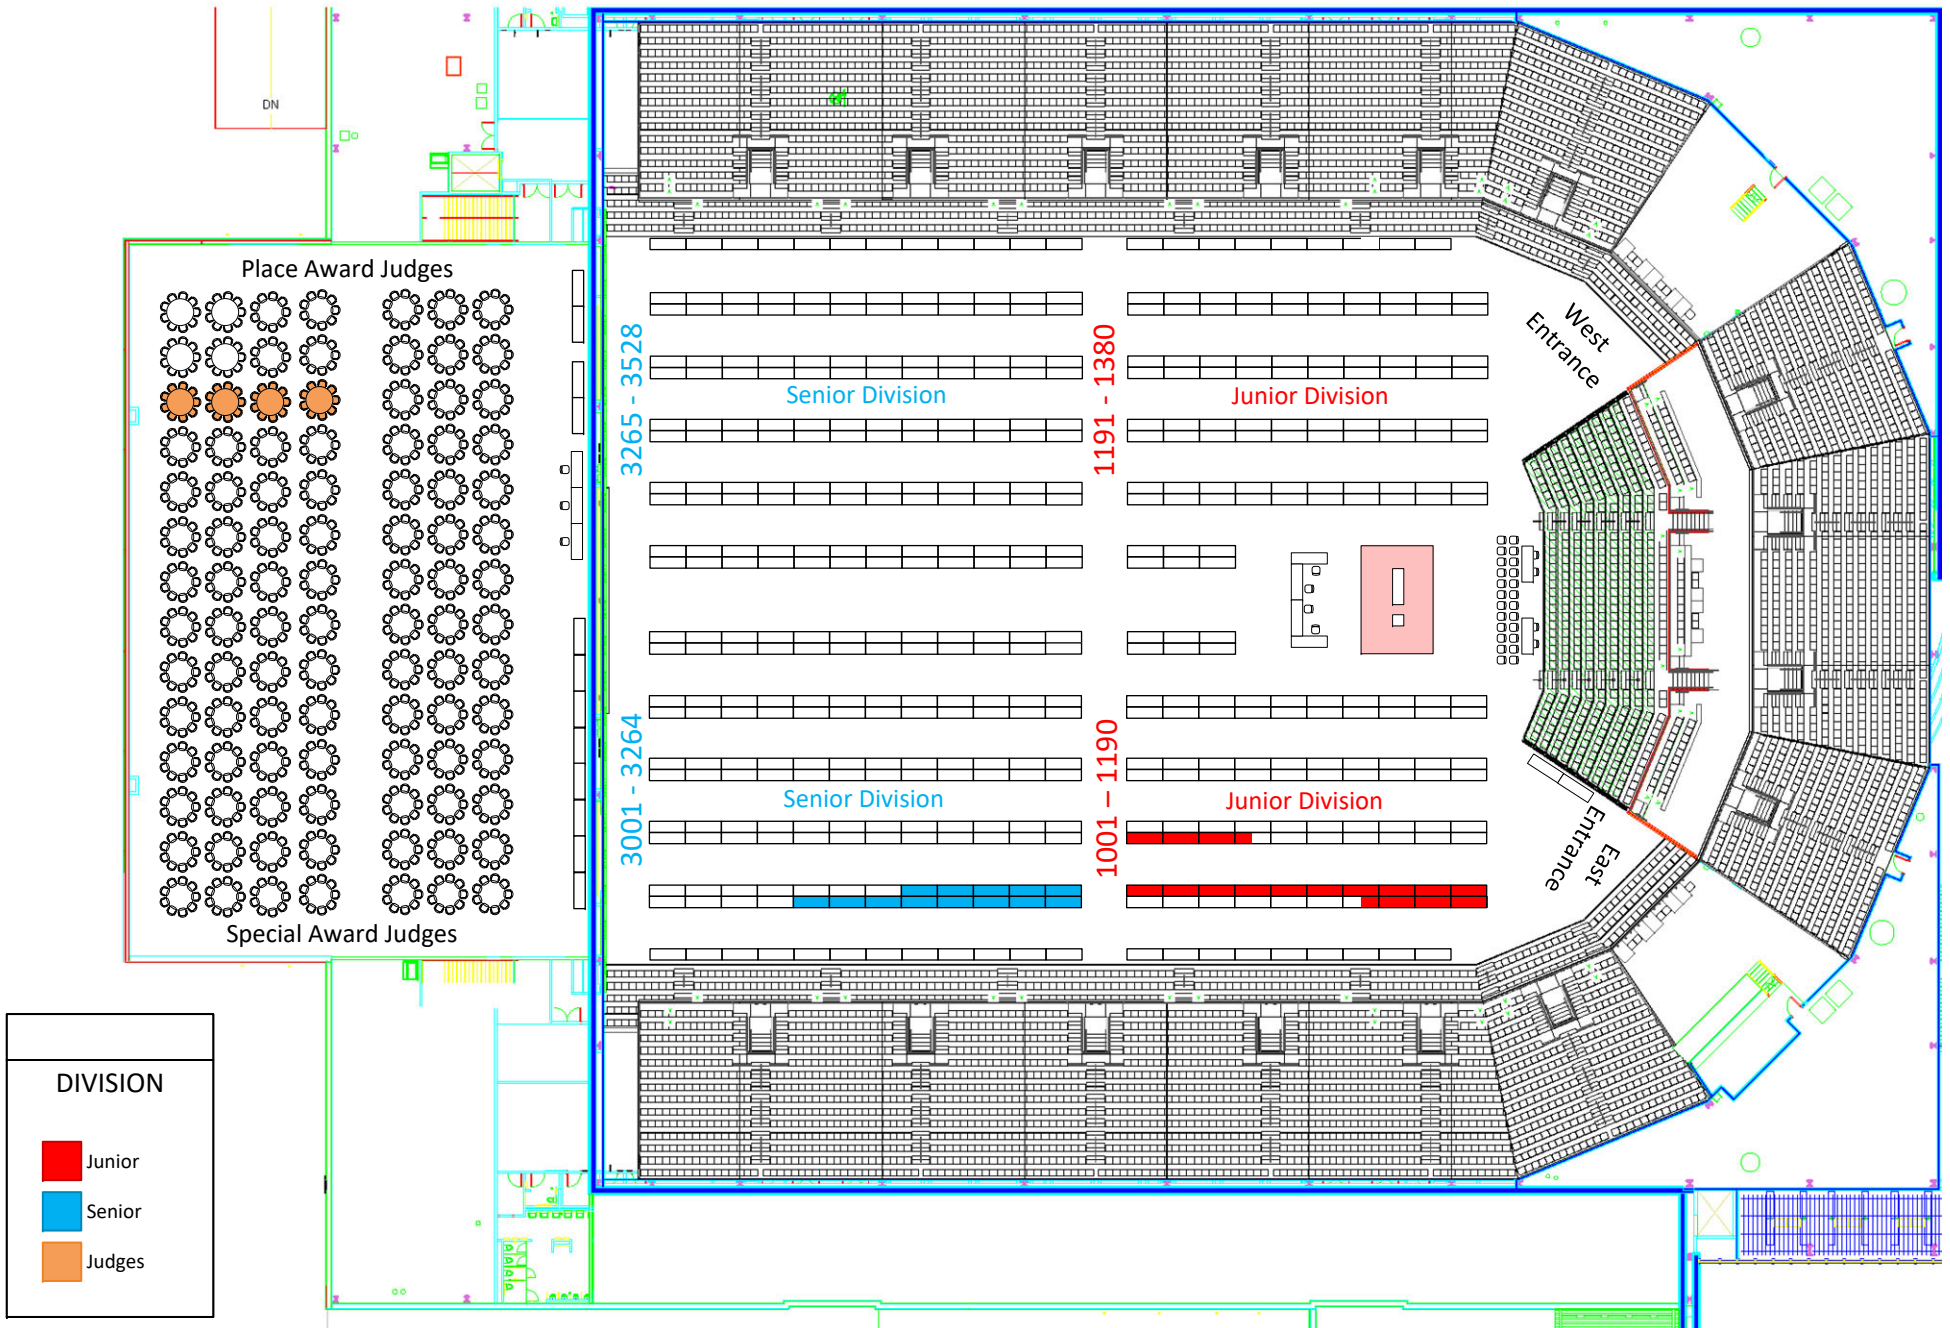 DN
Place Award Judges
3265 - 3528
Senior Division
1191 - 1380
Junior Division
West
Entrance
3001 - 3264
Senior Division
1001 – 1190
Junior Division
East
Entrance
Special Award Judges
DIVISION
Junior
Senior
Judges